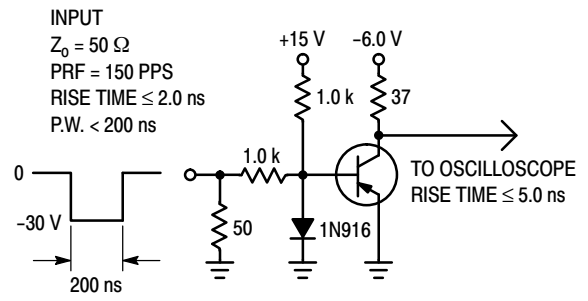 INPUT
Zo = 50 Ω
PRF = 150 PPS
RISE TIME ≤ 2.0 ns
P.W. < 200 ns
+15 V
−6.0 V
1.0 k
37
1.0 k
0
−30 V
50
1N916
200 ns
TO OSCILLOSCOPE
RISE TIME ≤ 5.0 ns